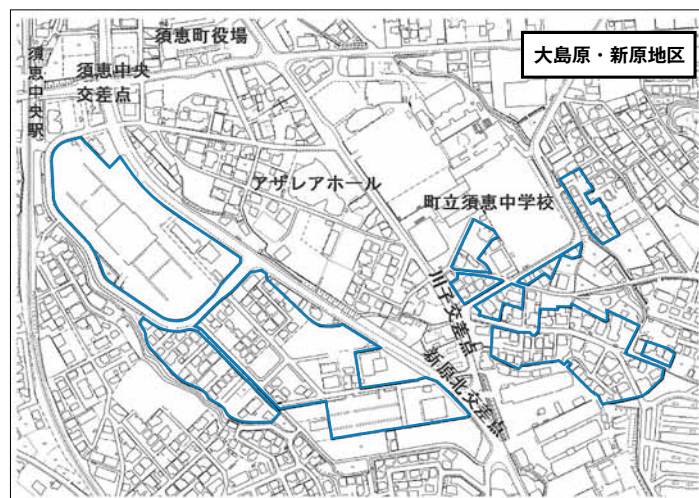 大島原・新原地区
須恵町役場
須恵中央駅
須恵中央
交差点
アザレアホール
町立須恵中学校
川子交差点
新原北交差点